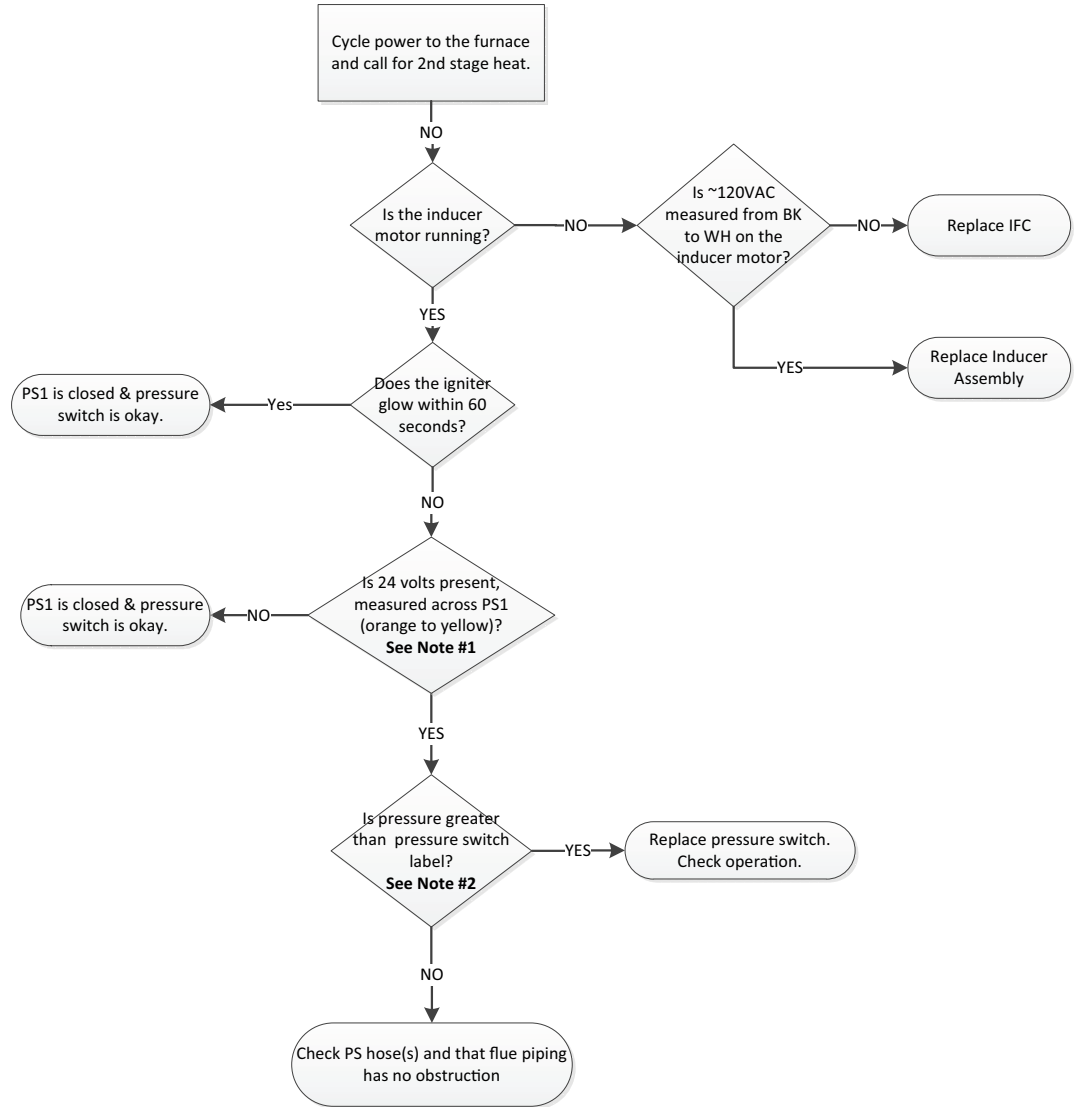 Cycle power to the furnace
and call for 2nd stage heat.
NO
Is the inducer
motor running?
NO
Is ~120VAC
measured from BK
to WH on the
inducer motor?
NO
Replace IFC
YES
Replace Inducer
Assembly
YES
Does the igniter
glow within 60
seconds?
Yes
PS1 is closed & pressure
switch is okay.
NO
Is 24 volts present,
measured across PS1
(orange to yellow)?
See Note #1
NO
PS1 is closed & pressure
switch is okay.
YES
Is pressure greater
than pressure switch
label?
See Note #2
YES
Replace pressure switch.
Check operation.
NO
Check PS hose(s) and that flue piping
has no obstruction